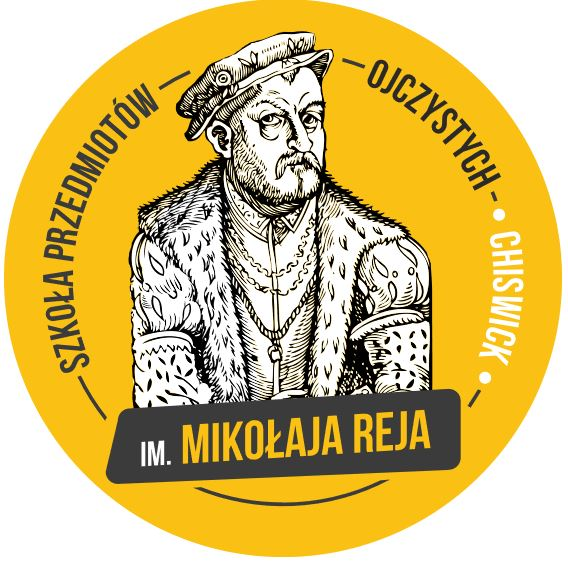 SZKOŁA PRZEDMIOTÓW
OJCZYSTYCH
CHISWICK
IM. MIKOŁAJA REJA